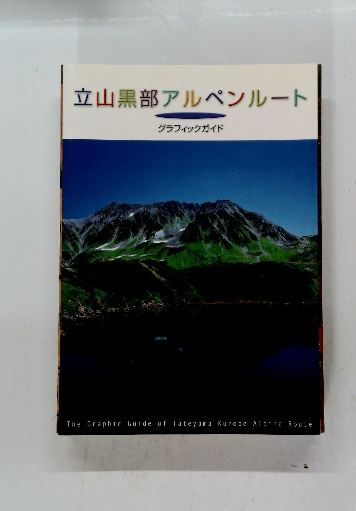 立山黒部アルペンルート
グラフィックガイド
The Graphic Guide of Tateyama Kurobe Alpine Route